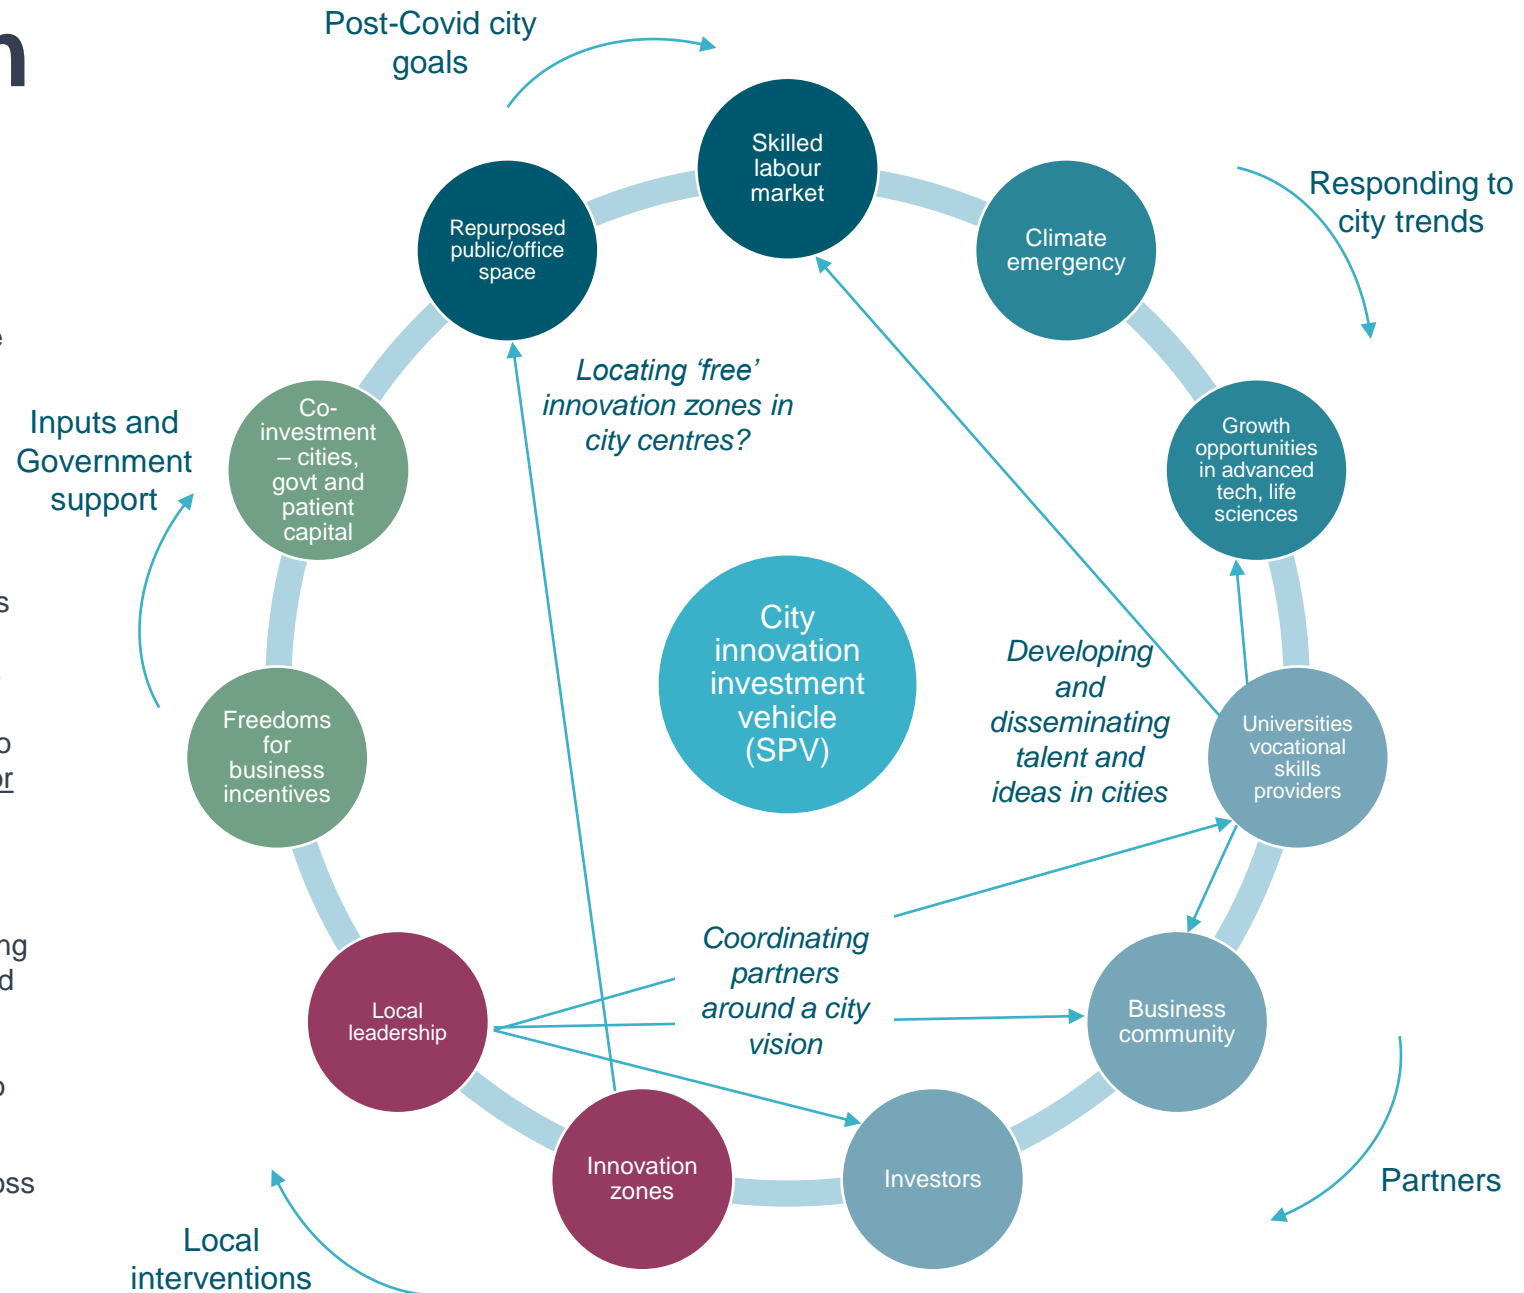 Post-Covid city
goals
Skilled
labour
market
Responding to
city trends
Repurposed
public/office
space
Climate
emergency
Locating ‘free’
innovation zones in
city centres?
Inputs and
Government
support
Co-
investment
– cities,
govt and
patient
capital
Growth
opportunities
in advanced
tech, life
sciences
City
innovation
investment
vehicle
(SPV)
Developing
and
disseminating
talent and
ideas in cities
Freedoms
for
business
incentives
Universities
vocational
skills
providers
Coordinating
partners
around a city
vision
Local
leadership
Business
community
Innovation
zones
Investors
Partners
Local
interventions